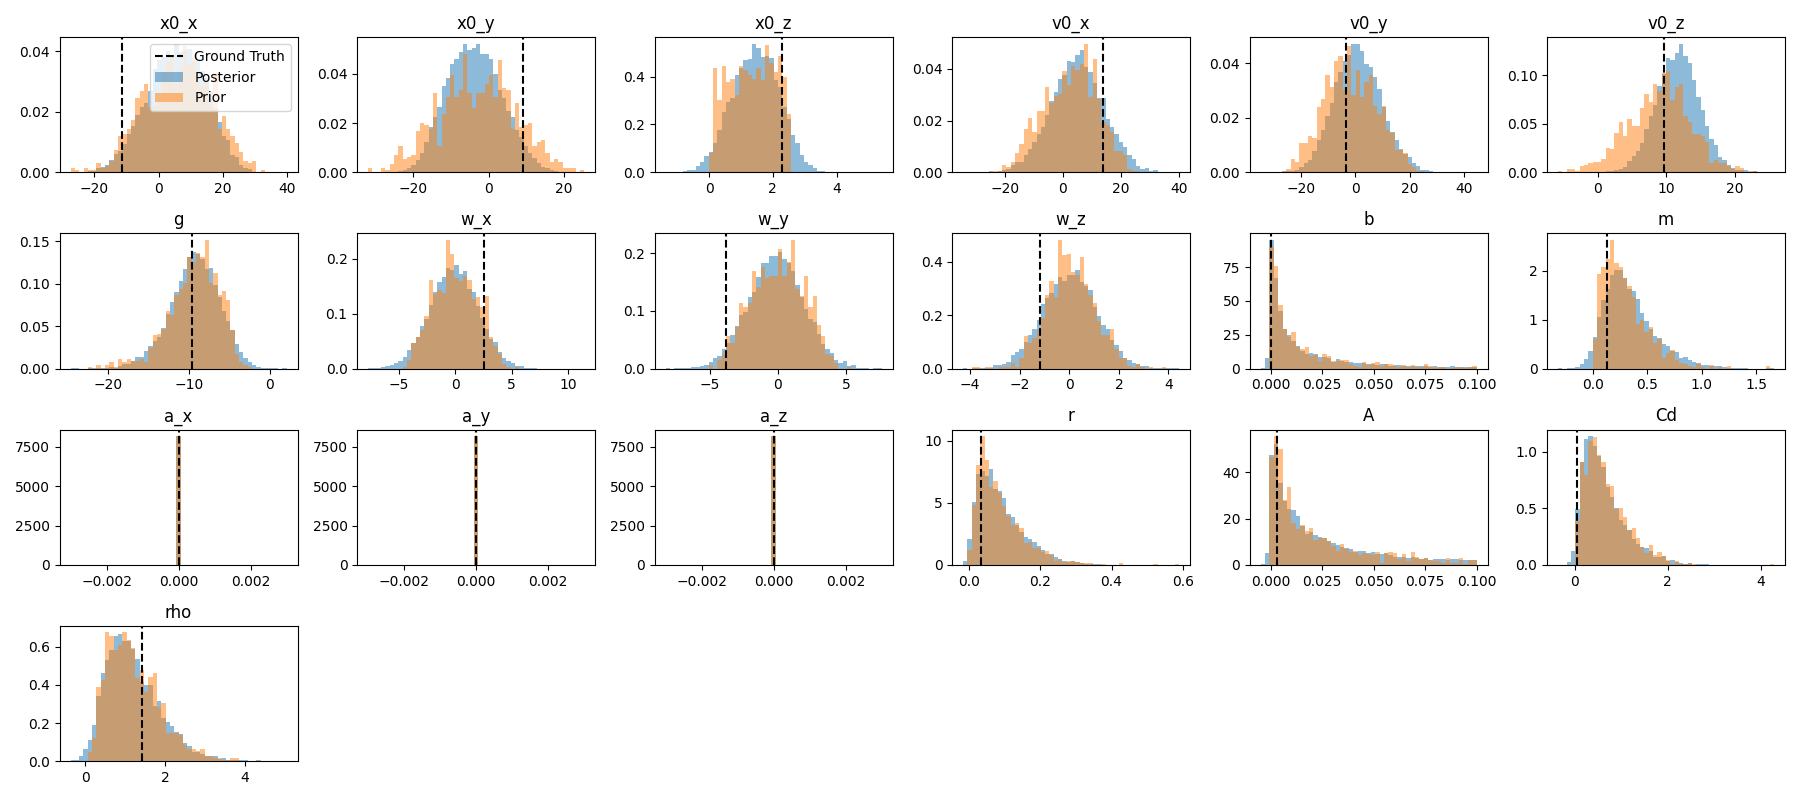 x0_x x0_y x0_z v0_x v0_y v0_z
0.04 0.02 0.00 −20 0 20 40
Ground Truth
Posterior
Prior
0.04 0.02 0.00 −20 0 20
0.4 0.2 0.0 0 2 4
0.04 0.02 0.00 −20 0 20 40
0.04 0.02 0.00 −20 0 20 40
0.10 0.05 0.00 0 10 20
g w_x w_y w_z b m
0.15 0.10 0.05 0.00 −20 −10 0
0.2 0.1 0.0 −5 0 5 10
0.2 0.1 0.0 −5 0 5
0.4 0.2 0.0 −4 −2 0 2 4
75 50 25 0 0.000 0.025 0.050 0.075 0.100
2 1 0 0.0 0.5 1.0 1.5
a_x a_y a_z r A Cd
7500 5000 2500 0 −0.002 0.000 0.002
7500 5000 2500 0 −0.002 0.000 0.002
7500 5000 2500 0 −0.002 0.000 0.002
10 5 0 0.0 0.2 0.4 0.6
40 20 0 0.000 0.025 0.050 0.075 0.100
1.0 0.5 0.0 0 2 4
rho
0.6 0.4 0.2 0.0 0 2 4